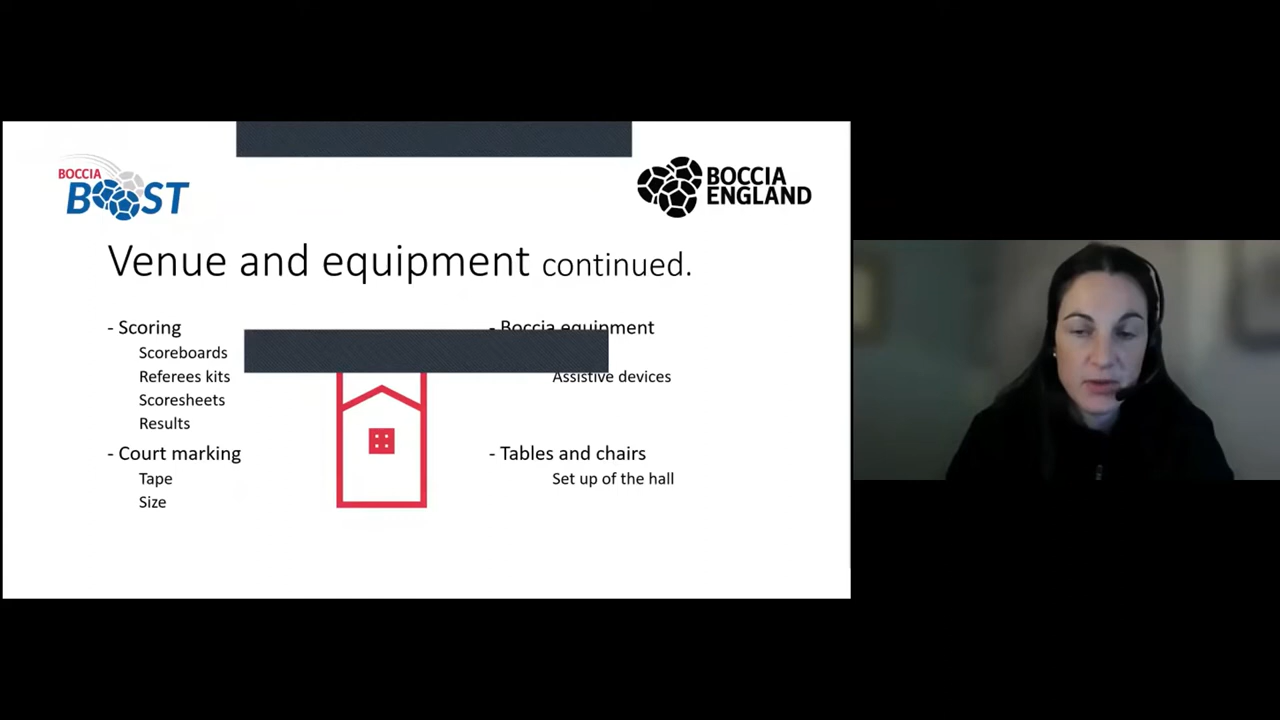 BOCCIA
BOOST
BOCCIA
ENGLAND
Venue and equipment continued.
- Scoring
Scoreboards
Referees kits
Scoresheets
Results
- Court marking
Tape
Size
- Boccia equipment
Assistive devices
- Tables and chairs
Set up of the hall